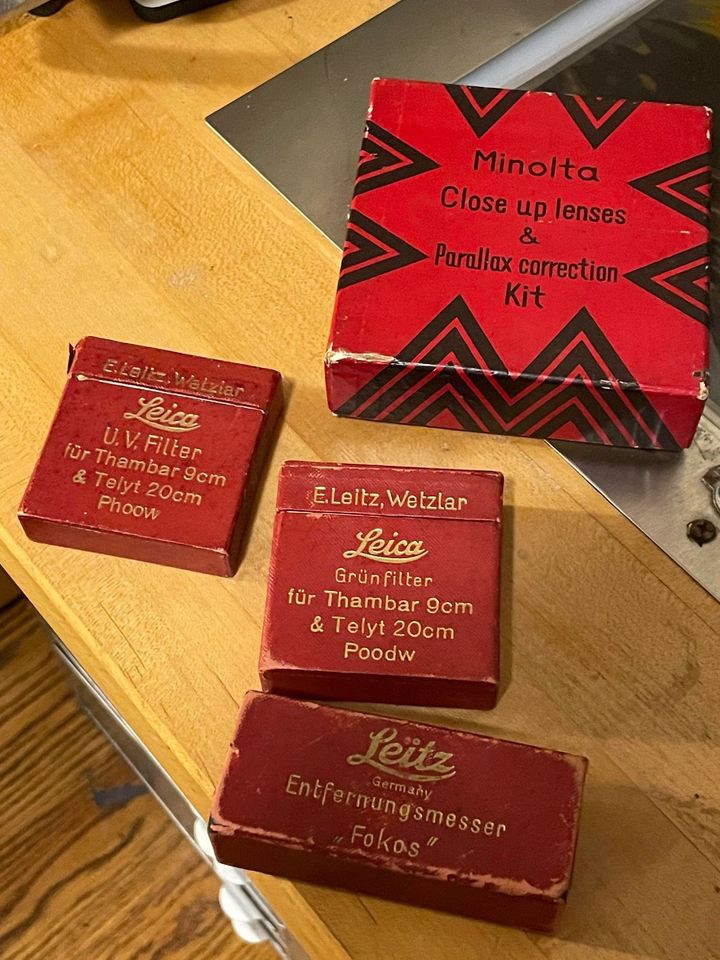 Minolta
Close up lenses
&
Parallax correction
Kit
E.Leitz, Wetzlar
Leica
U.V. Filter
für Thambar 9cm
& Telyt 20cm
Phoow
E.Leitz, Wetzlar
Leica
Grünfilter
für Thambar 9cm
& Telyt 20cm
Poodw
Leitz
Germany
Entfernungsmesser
„Fokos"